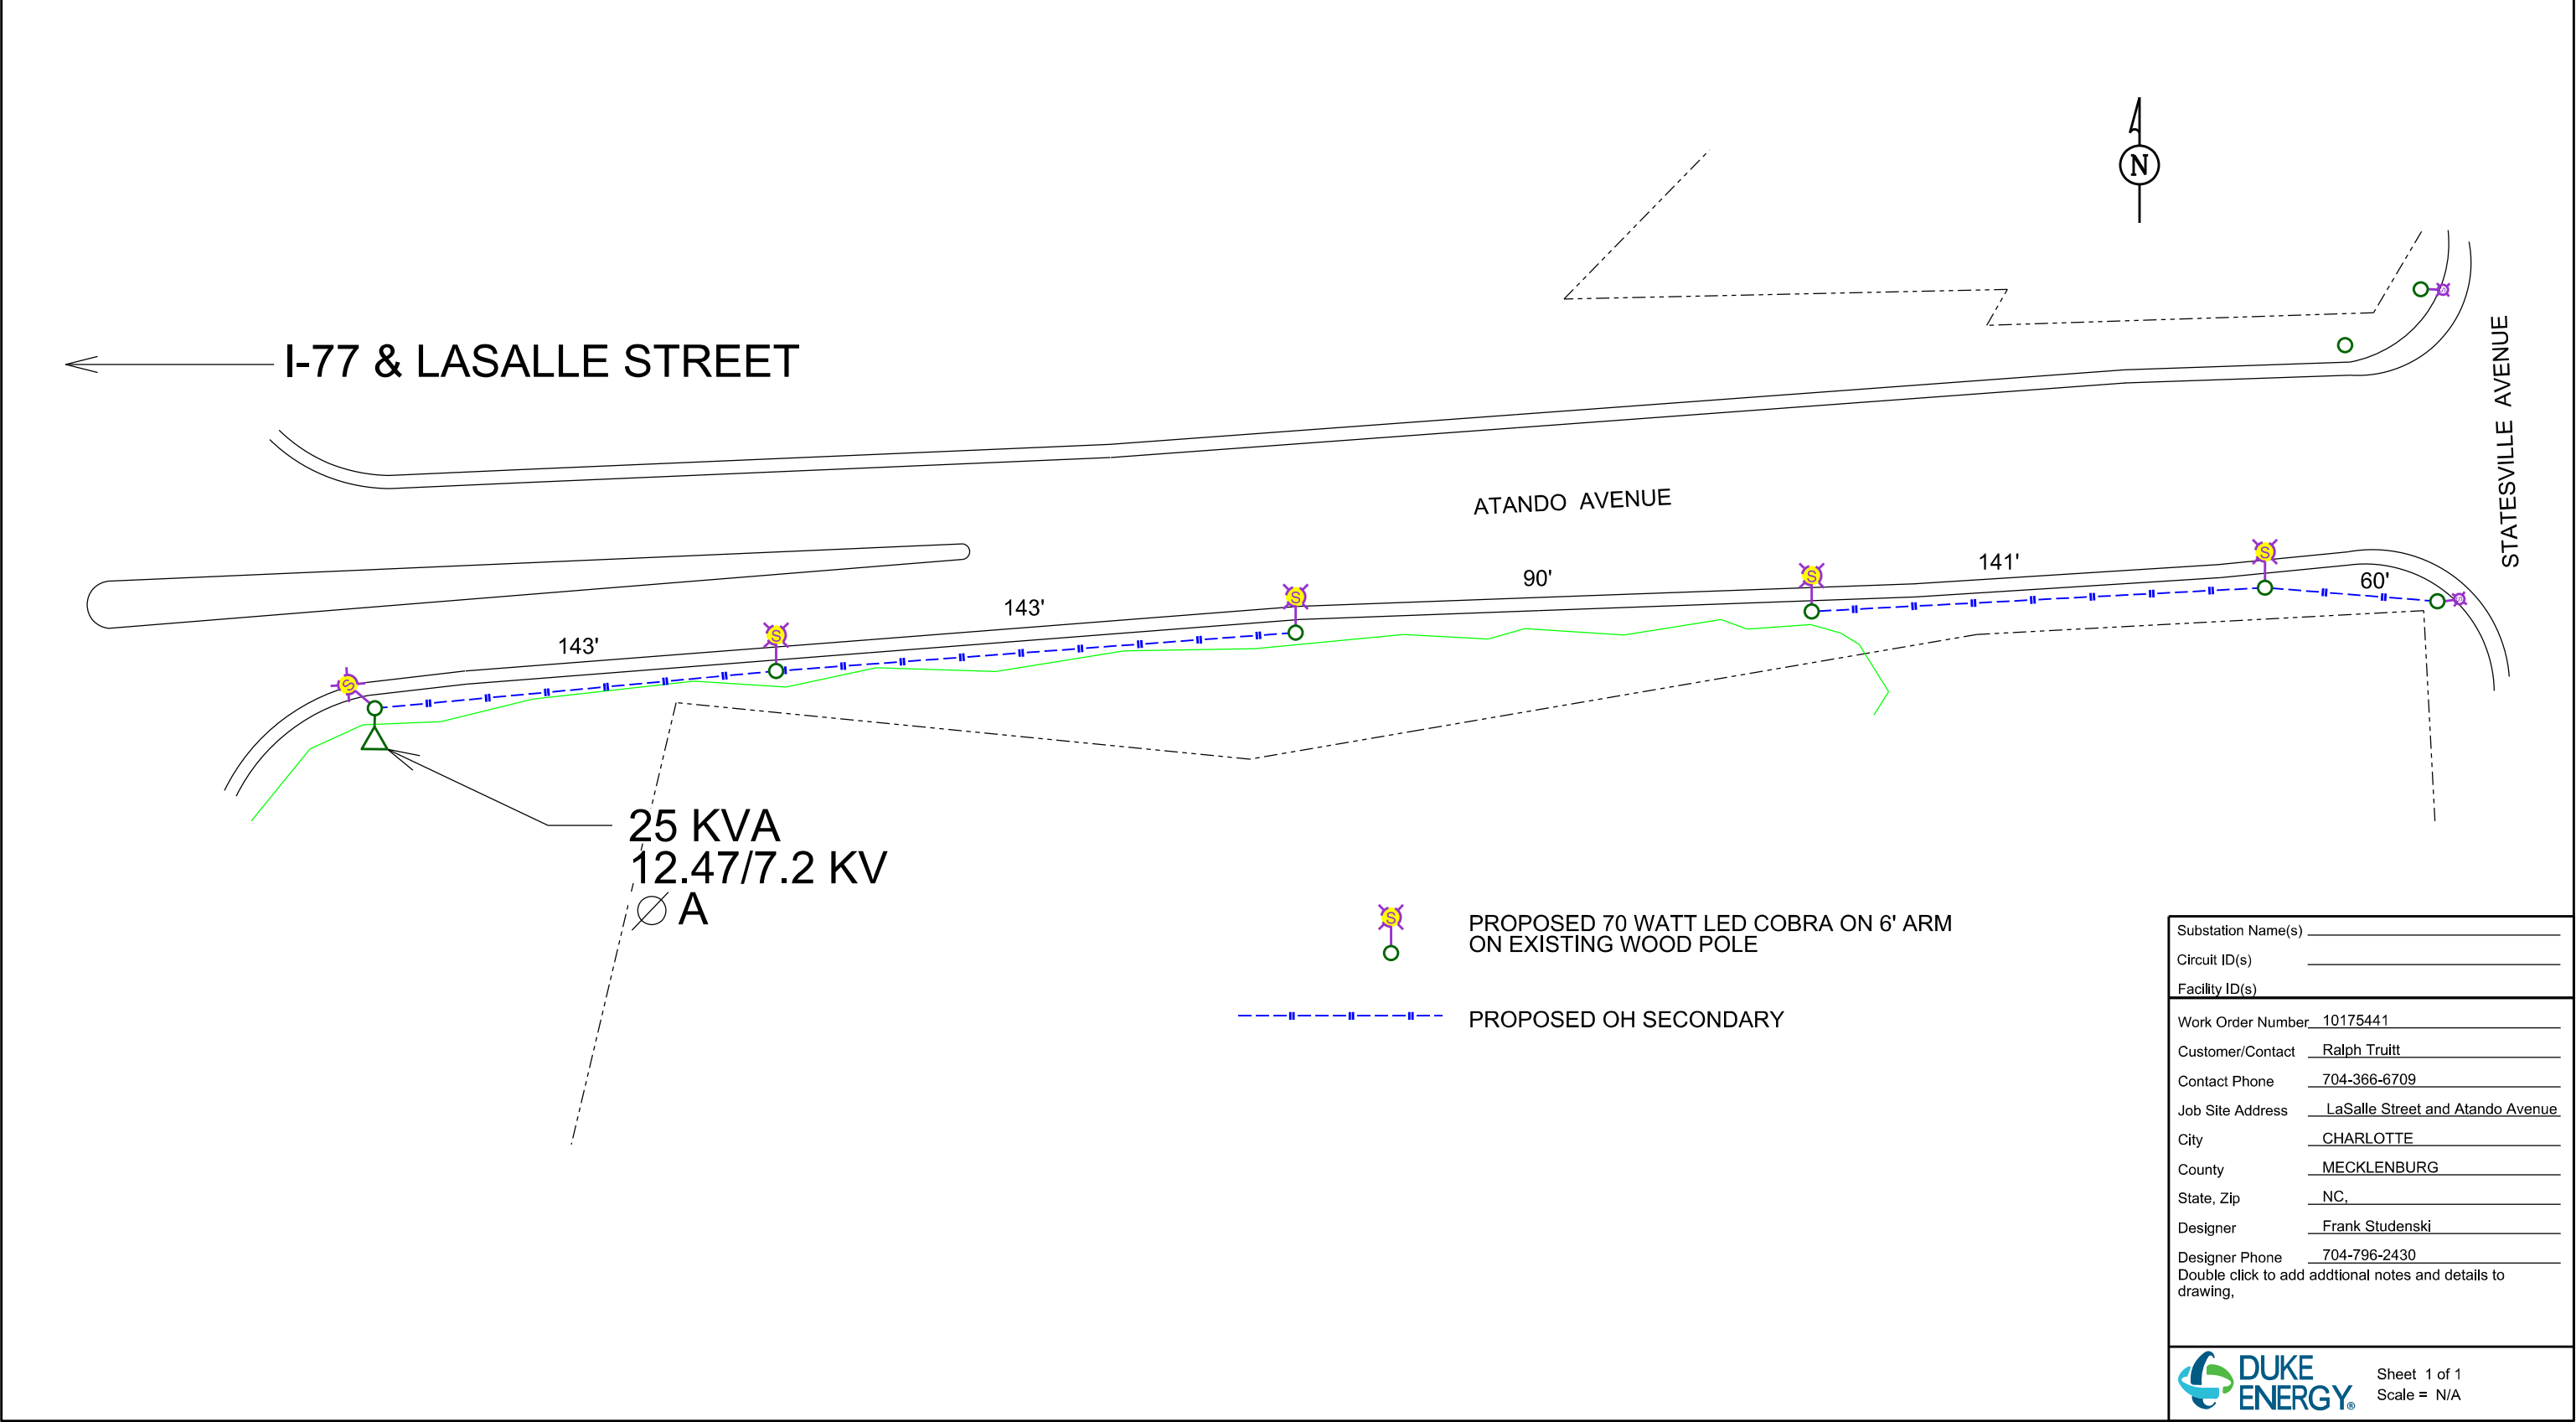 I-77 & LASALLE STREET
N
STATESVILLE AVENUE
ATANDO AVENUE
143'
143'
90'
141'
60'
S
S
S
S
S
25 KVA
12.47/7.2 KV
Ø A
S
PROPOSED 70 WATT LED COBRA ON 6' ARM
ON EXISTING WOOD POLE
PROPOSED OH SECONDARY
Substation Name(s)
Circuit ID(s)
Facility ID(s)
Work Order Number 10175441
Customer/Contact Ralph Truitt
Contact Phone 704-366-6709
Job Site Address LaSalle Street and Atando Avenue
City CHARLOTTE
County MECKLENBURG
State, Zip NC,
Designer Frank Studenski
Designer Phone 704-796-2430
Double click to add addtional notes and details to
drawing,
DUKE
ENERGY®
Sheet 1 of 1
Scale = N/A